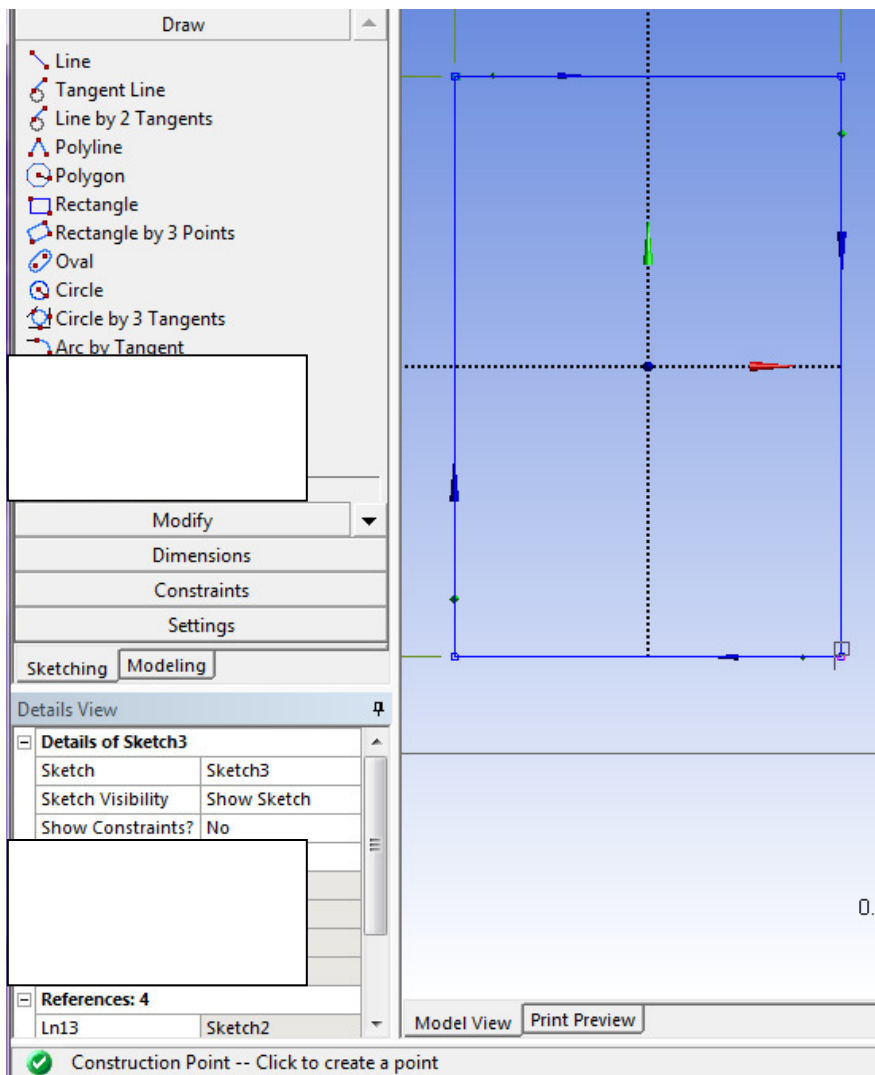 Draw
Line
Tangent Line
Line by 2 Tangents
Polyline
Polygon
Rectangle
Rectangle by 3 Points
Oval
Circle
Circle by 3 Tangents
Arc by Tangent
Modify
Dimensions
Constraints
Settings
Sketching Modeling
Details View
Details of Sketch3
Sketch Sketch3
Sketch Visibility Show Sketch
Show Constraints? No
References: 4
Ln13 Sketch2
0.
Model View Print Preview
Construction Point -- Click to create a point